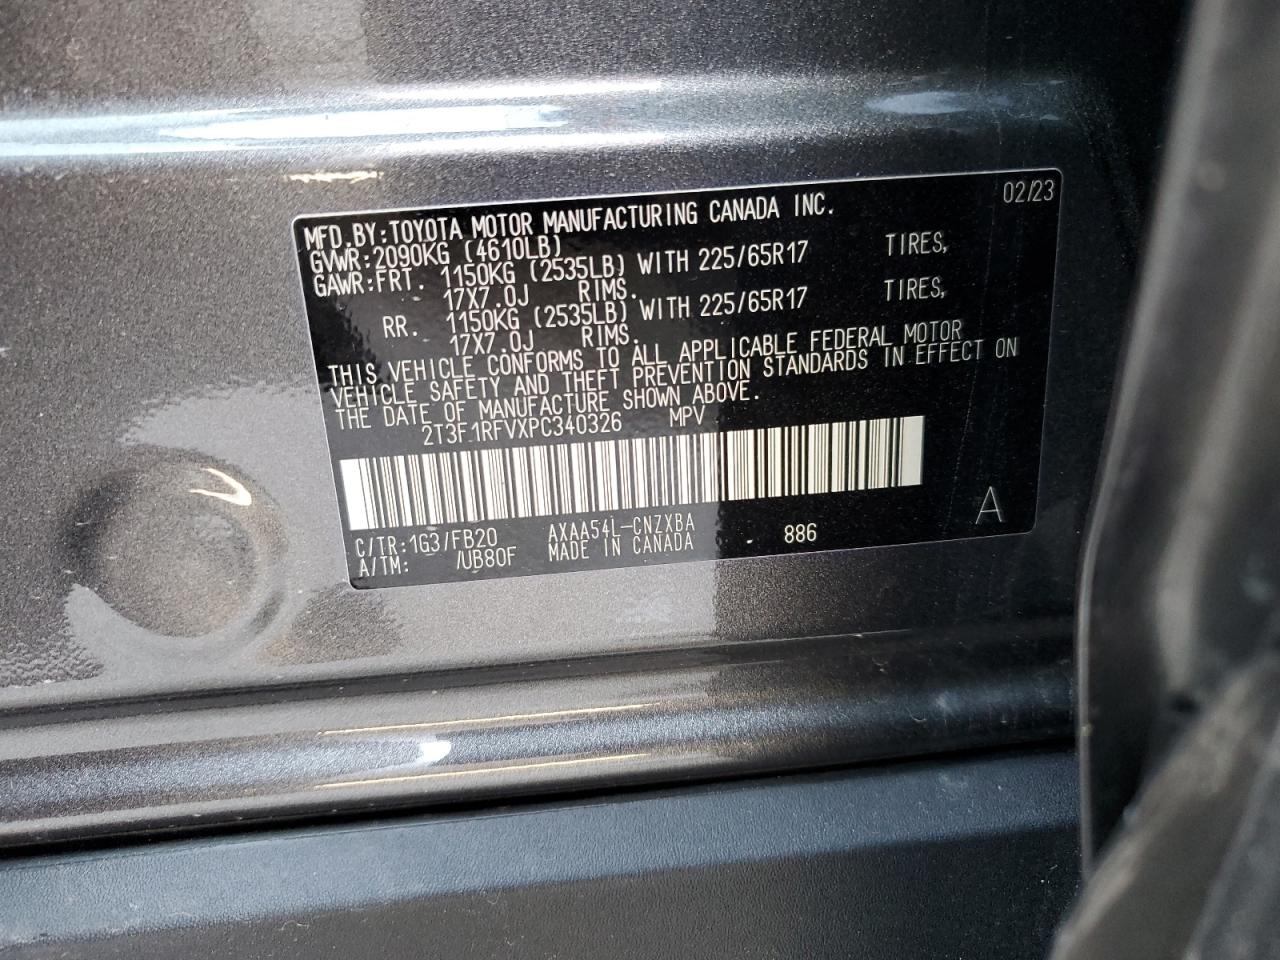 02/23
MFD.BY:TOYOTA MOTOR MANUFACTURING CANADA INC.
GVWR:2090KG (4610LB)
GAWR:FRT. 1150KG (2535LB) WITH 225/65R17 TIRES,
17X7.0J RIMS.
RR. 1150KG (2535LB) WITH 225/65R17 TIRES,
17X7.0J RIMS.
THIS VEHICLE CONFORMS TO ALL APPLICABLE FEDERAL MOTOR
VEHICLE SAFETY AND THEFT PREVENTION STANDARDS IN EFFECT ON
THE DATE OF MANUFACTURE SHOWN ABOVE.
2T3F1RFVXPC340326 MPV
C/TR:1G3/FB20 AXAA54L-CNZXBA 886 A
A/TM: /UB80F MADE IN CANADA